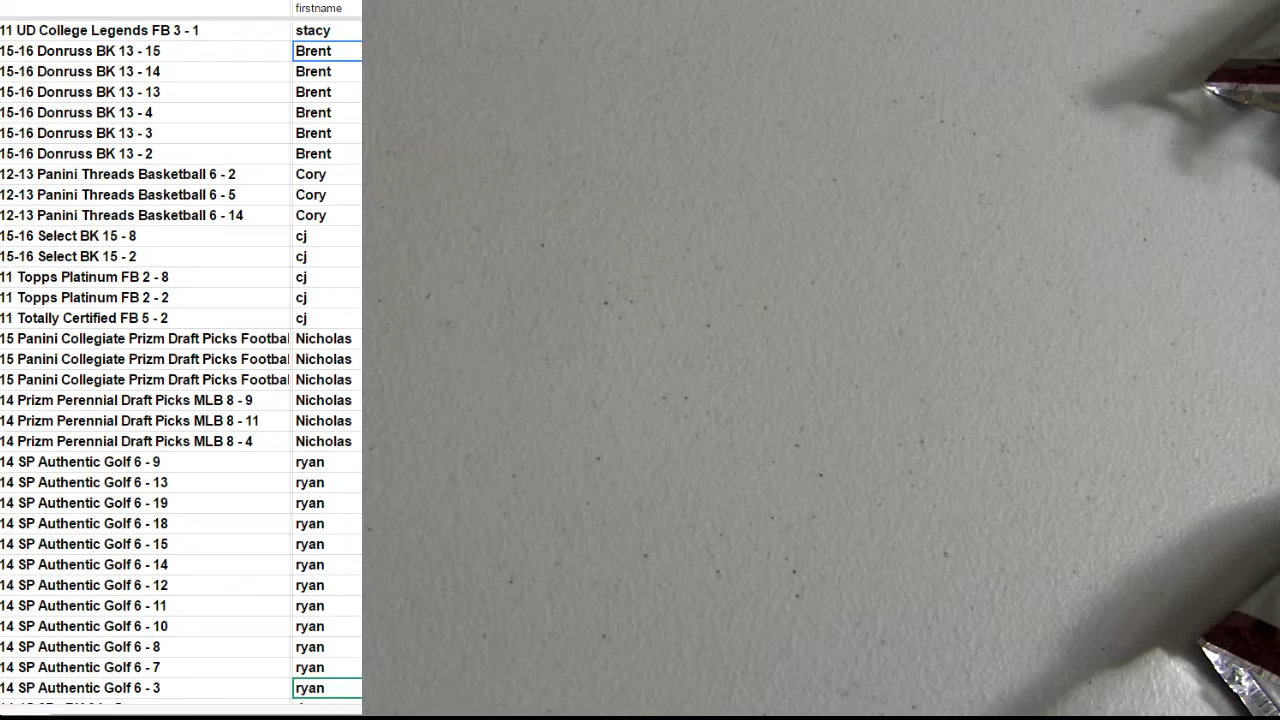 firstname
11 UD College Legends FB 3 - 1 stacy
15-16 Donruss BK 13 - 15 Brent
15-16 Donruss BK 13 - 14 Brent
15-16 Donruss BK 13 - 13 Brent
15-16 Donruss BK 13 - 4 Brent
15-16 Donruss BK 13 - 3 Brent
15-16 Donruss BK 13 - 2 Brent
12-13 Panini Threads Basketball 6 - 2 Cory
12-13 Panini Threads Basketball 6 - 5 Cory
12-13 Panini Threads Basketball 6 - 14 Cory
15-16 Select BK 15 - 8 cj
15-16 Select BK 15 - 2 cj
11 Topps Platinum FB 2 - 8 cj
11 Topps Platinum FB 2 - 2 cj
11 Totally Certified FB 5 - 2 cj
15 Panini Collegiate Prizm Draft Picks Footbal Nicholas
15 Panini Collegiate Prizm Draft Picks Footbal Nicholas
15 Panini Collegiate Prizm Draft Picks Footbal Nicholas
14 Prizm Perennial Draft Picks MLB 8 - 9 Nicholas
14 Prizm Perennial Draft Picks MLB 8 - 11 Nicholas
14 Prizm Perennial Draft Picks MLB 8 - 4 Nicholas
14 SP Authentic Golf 6 - 9 ryan
14 SP Authentic Golf 6 - 13 ryan
14 SP Authentic Golf 6 - 19 ryan
14 SP Authentic Golf 6 - 18 ryan
14 SP Authentic Golf 6 - 15 ryan
14 SP Authentic Golf 6 - 14 ryan
14 SP Authentic Golf 6 - 12 ryan
14 SP Authentic Golf 6 - 11 ryan
14 SP Authentic Golf 6 - 10 ryan
14 SP Authentic Golf 6 - 8 ryan
14 SP Authentic Golf 6 - 7 ryan
14 SP Authentic Golf 6 - 3 ryan